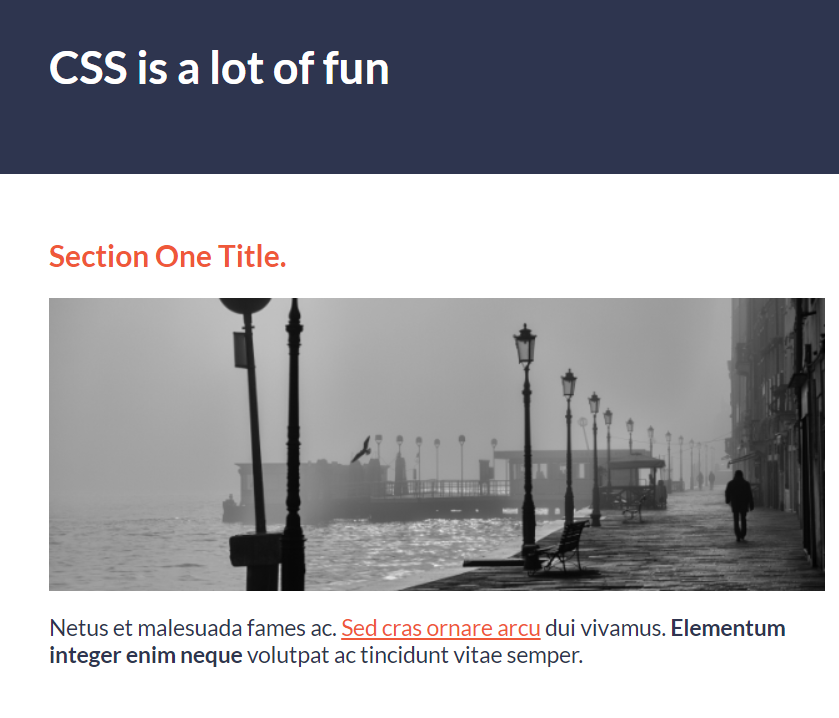 CSS is a lot of fun
Section One Title.
Netus et malesuada fames ac. Sed cras ornare arcu dui vivamus. Elementum
integer enim neque volutpat ac tincidunt vitae semper.